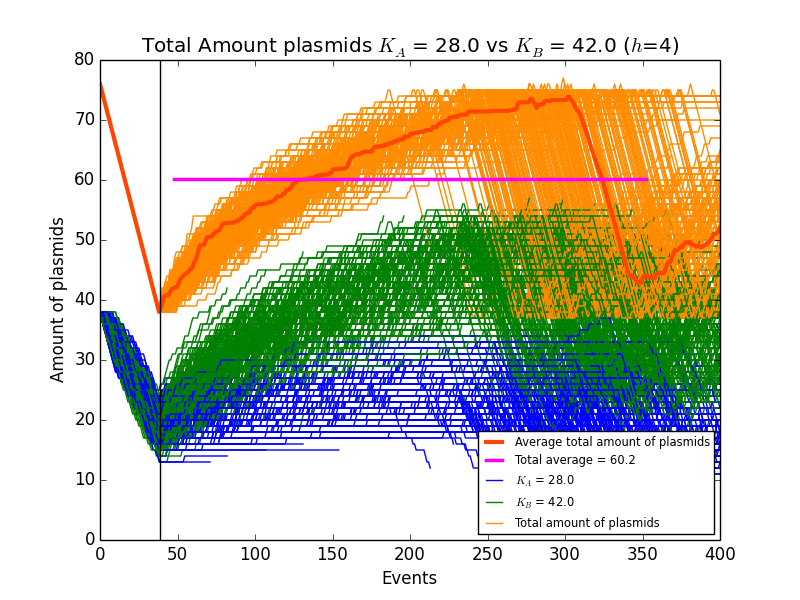 Total Amount plasmids K_A = 28.0 vs K_B = 42.0 (h=4)
80
70
60
50
40
30
20
10
0
Amount of plasmids
Average total amount of plasmids
Total average = 60.2
K_A = 28.0
K_B = 42.0
Total amount of plasmids
0 50 100 150 200 250 300 350 400
Events